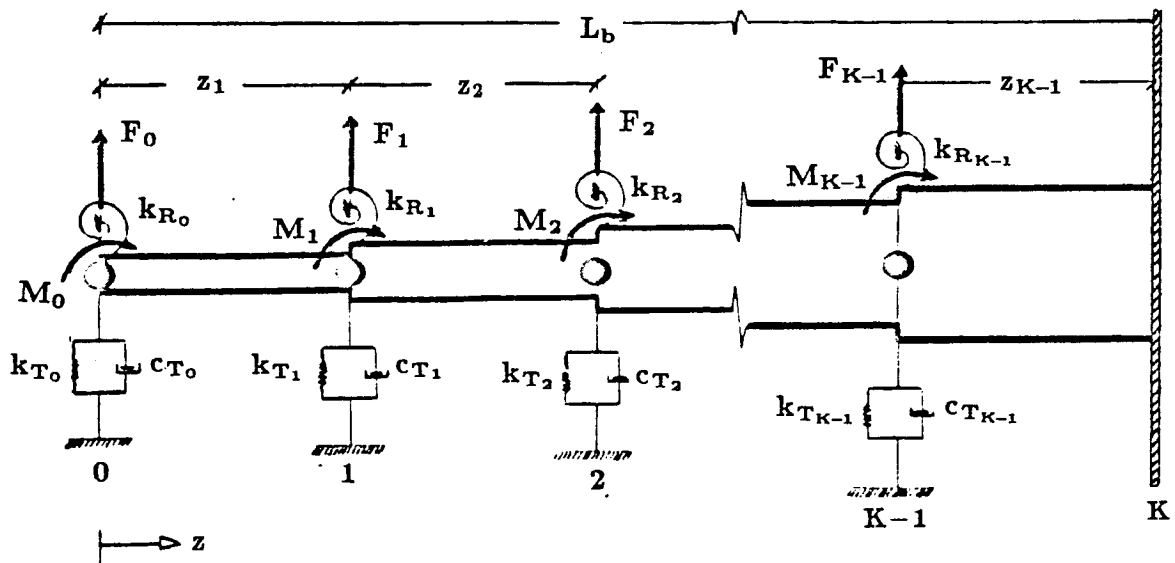 L_b
z_1 z_2 F_{K-1} z_{K-1}
F_0 F_1 F_2
k_{R_0} k_{R_1} k_{R_2} k_{R_{K-1}}
M_0 M_1 M_2 M_{K-1}
k_{T_0} c_{T_0} k_{T_1} c_{T_1} k_{T_2} c_{T_2} k_{T_{K-1}} c_{T_{K-1}}
0 1 2 K-1 K
z